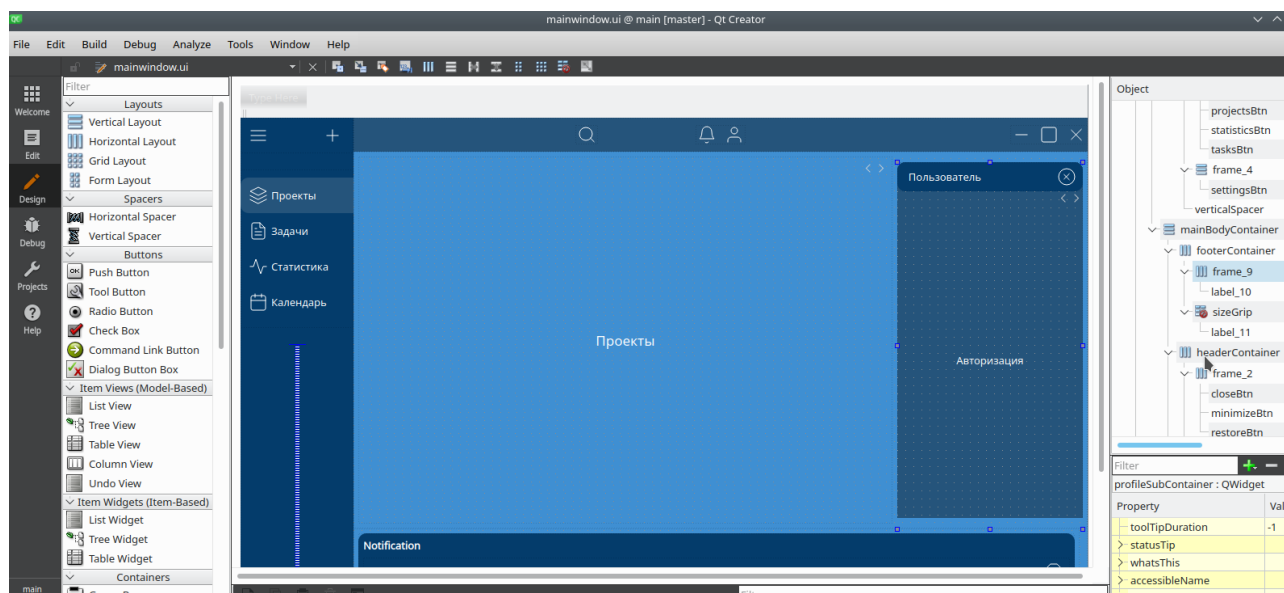 mainwindow.ui @ main [master] - Qt Creator
File Edit Build Debug Analyze Tools Window Help
mainwindow.ui
Filter
Layouts
Vertical Layout
Horizontal Layout
Grid Layout
Form Layout
Spacers
Horizontal Spacer
Vertical Spacer
Buttons
Push Button
Tool Button
Radio Button
Check Box
Command Link Button
Dialog Button Box
Item Views (Model-Based)
List View
Tree View
Table View
Column View
Undo View
Item Widgets (Item-Based)
List Widget
Tree Widget
Table Widget
Containers
Welcome
Edit
Design
Debug
Projects
Help
main
Type Here
Проекты
Задачи
Статистика
Календарь
Проекты
Пользователь
Авторизация
Notification
Object
projectsBtn
statisticsBtn
tasksBtn
frame_4
settingsBtn
verticalSpacer
mainBodyContainer
footerContainer
frame_9
label_10
sizeGrip
label_11
headerContainer
frame_2
closeBtn
minimizeBtn
restoreBtn
Filter
profileSubContainer : QWidget
Property Val
toolTipDuration -1
statusTip
whatsThis
accessibleName